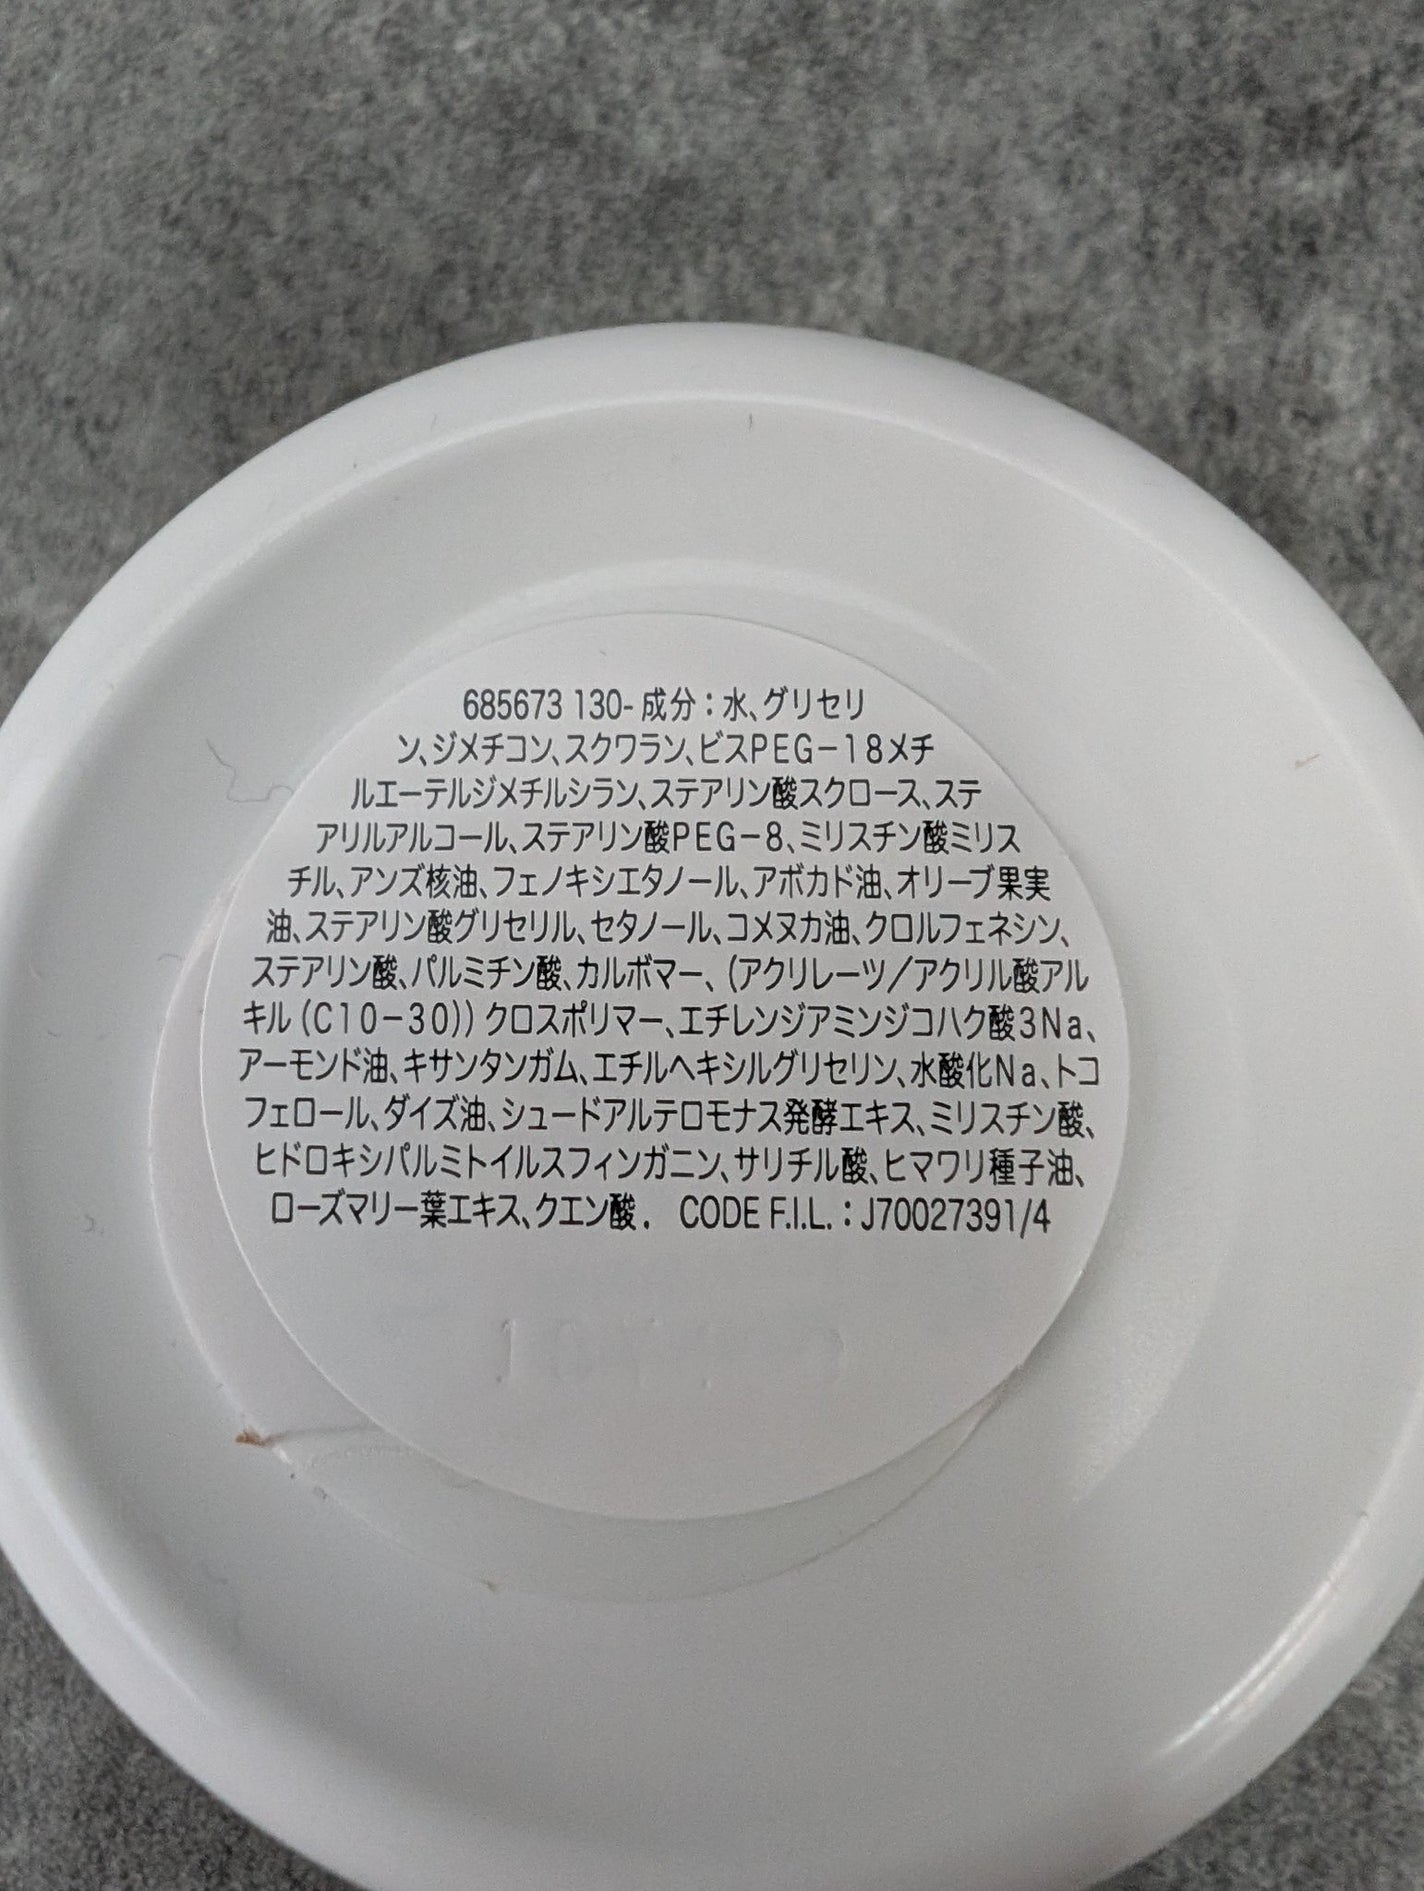 685673 130- 成分：水、グリセリ
ン、ジメチコン、スクワラン、ビスPEG−18メチ
ルエーテルジメチルシラン、ステアリン酸スクロース、ステ
アリルアルコール、ステアリン酸PEG−8、ミリスチン酸ミリス
チル、アンズ核油、フェノキシエタノール、アボカド油、オリーブ果実
油、ステアリン酸グリセリル、セタノール、コメヌカ油、クロルフェネシン、
ステアリン酸、パルミチン酸、カルボマー、（アクリレーツ／アクリル酸アル
キル（C10−30））クロスポリマー、エチレンジアミンジコハク酸3Na、
アーモンド油、キサンタンガム、エチルヘキシルグリセリン、水酸化Na、トコ
フェロール、ダイズ油、シュードアルテロモナス発酵エキス、ミリスチン酸、
ヒドロキシパルミトイルスフィンガニン、サリチル酸、ヒマワリ種子油、
ローズマリー葉エキス、クエン酸． CODE F.I.L.：J70027391/4